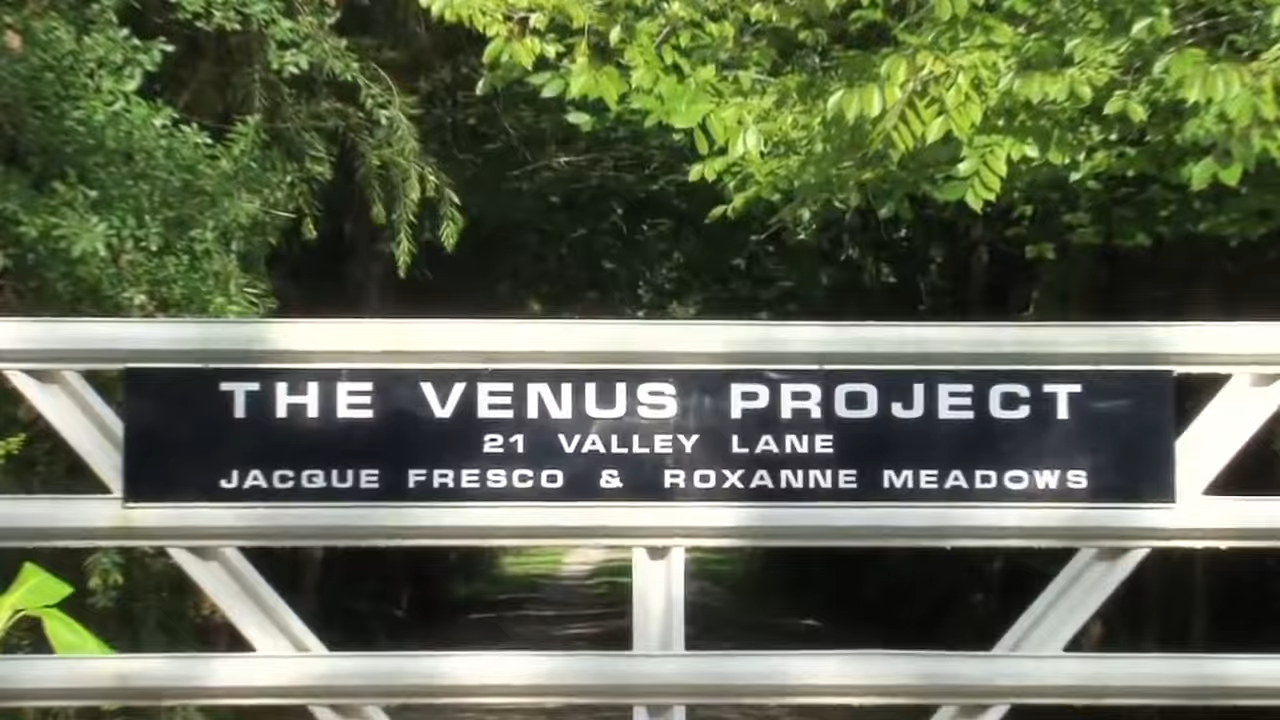 THE VENUS PROJECT
21 VALLEY LANE
JACQUE FRESCO & ROXANNE MEADOWS